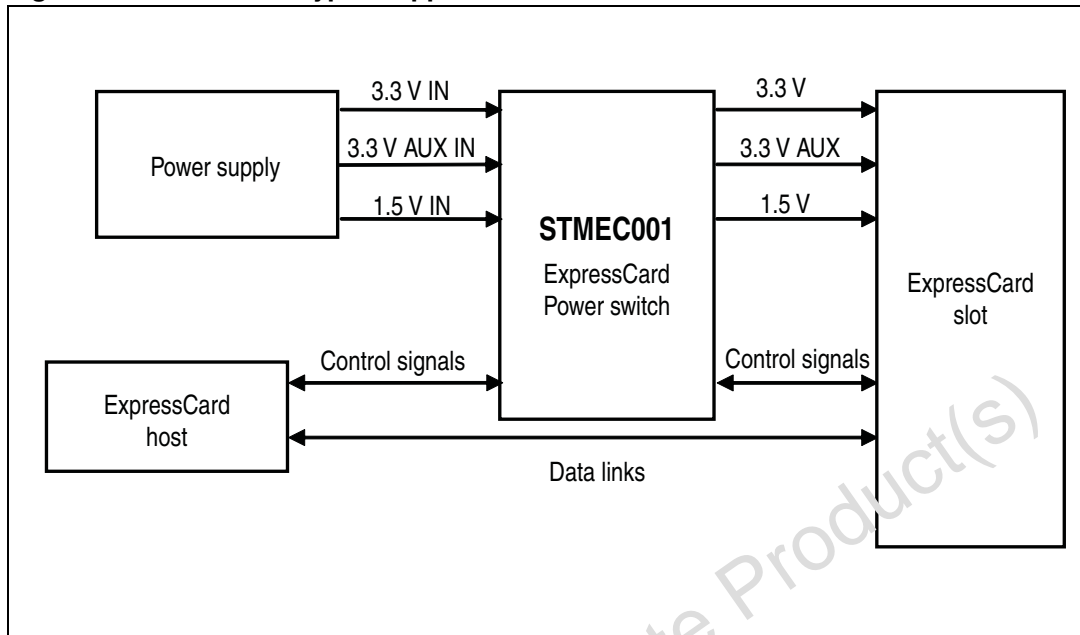 3.3 V IN
3.3 V AUX IN
1.5 V IN
Power supply
STMEC001
ExpressCard
Power switch
3.3 V
3.3 V AUX
1.5 V
ExpressCard
slot
Control signals
Control signals
ExpressCard
host
Data links
Product(s)